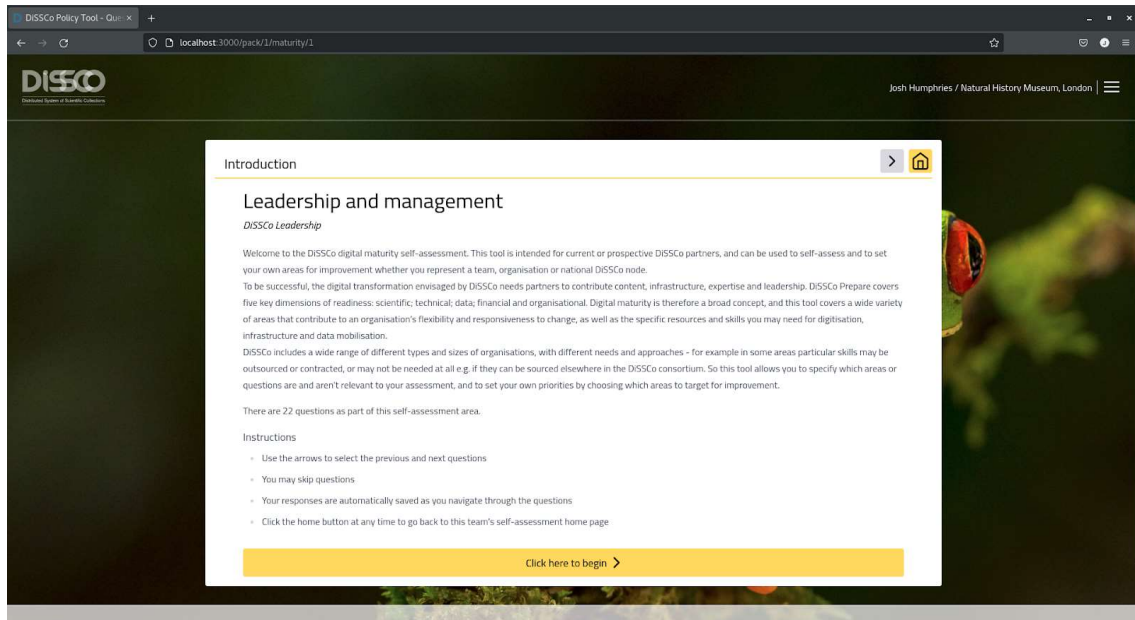 DiSSCo Policy Tool - Que
localhost:3000/pack/1/maturity/1
DiSSCo
Distributed System of Scientific Collections
Josh Humphries / Natural History Museum, London
Introduction
Leadership and management
DiSSCo Leadership
Welcome to the DiSSCo digital maturity self-assessment. This tool is intended for current or prospective DiSSCo partners, and can be used to self-assess and to set
your own areas for improvement whether you represent a team, organisation or national DiSSCo node.
To be successful, the digital transformation envisaged by DiSSCo needs partners to contribute content, infrastructure, expertise and leadership. DiSSCo Prepare covers
five key dimensions of readiness: scientific; technical; data; financial and organisational. Digital maturity is therefore a broad concept, and this tool covers a wide variety
of areas that contribute to an organisation's flexibility and responsiveness to change, as well as the specific resources and skills you may need for digitisation,
infrastructure and data mobilisation.
DiSSCo includes a wide range of different types and sizes of organisations, with different needs and approaches - for example in some areas particular skills may be
outsourced or contracted, or may not be needed at all e.g. if they can be sourced elsewhere in the DiSSCo consortium. So this tool allows you to specify which areas or
questions are and aren't relevant to your assessment, and to set your own priorities by choosing which areas to target for improvement.
There are 22 questions as part of this self-assessment area.
Instructions
Use the arrows to select the previous and next questions
You may skip questions
Your responses are automatically saved as you navigate through the questions
Click the home button at any time to go back to this team's self-assessment home page
Click here to begin